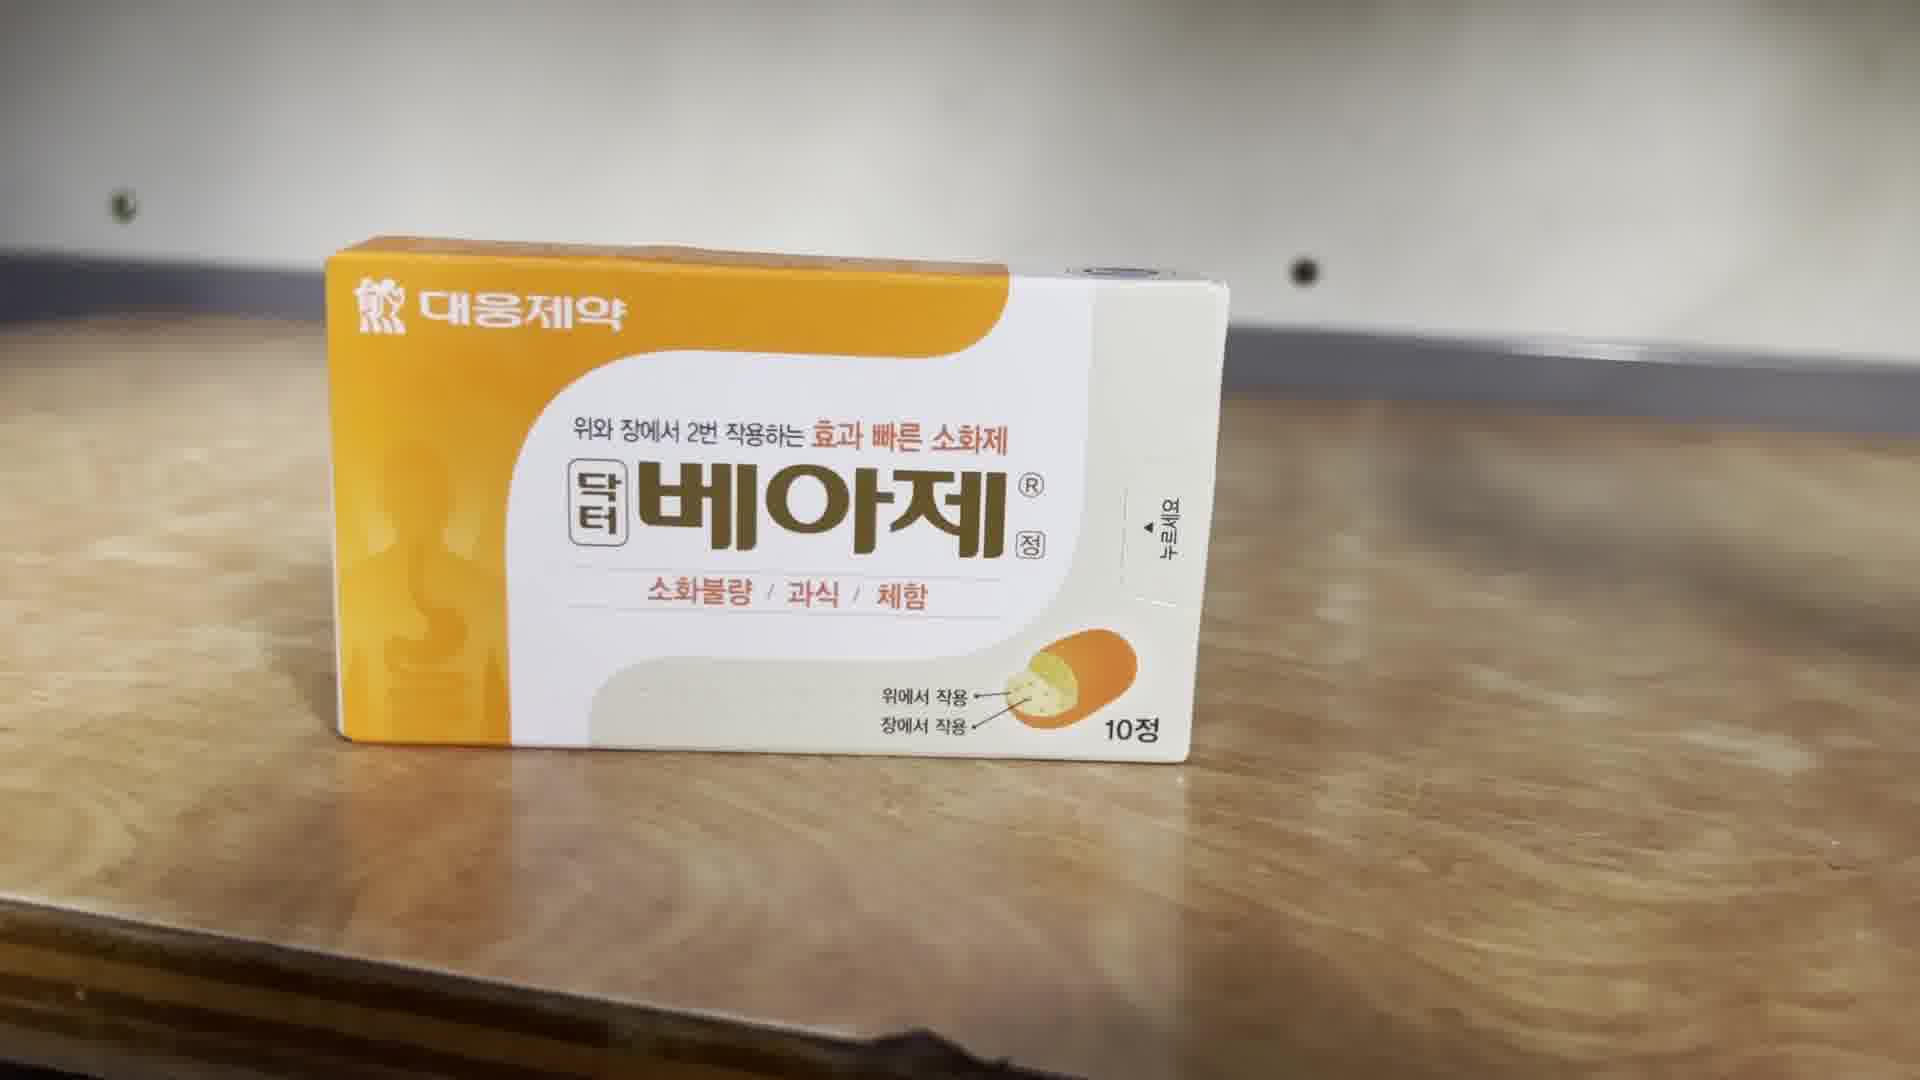 대웅제약
위와 장에서 2번 작용하는 효과 빠른 소화제
닥터 베아제® 정
소화불량 / 과식 / 체함
누르세요
위에서 작용
장에서 작용
10정